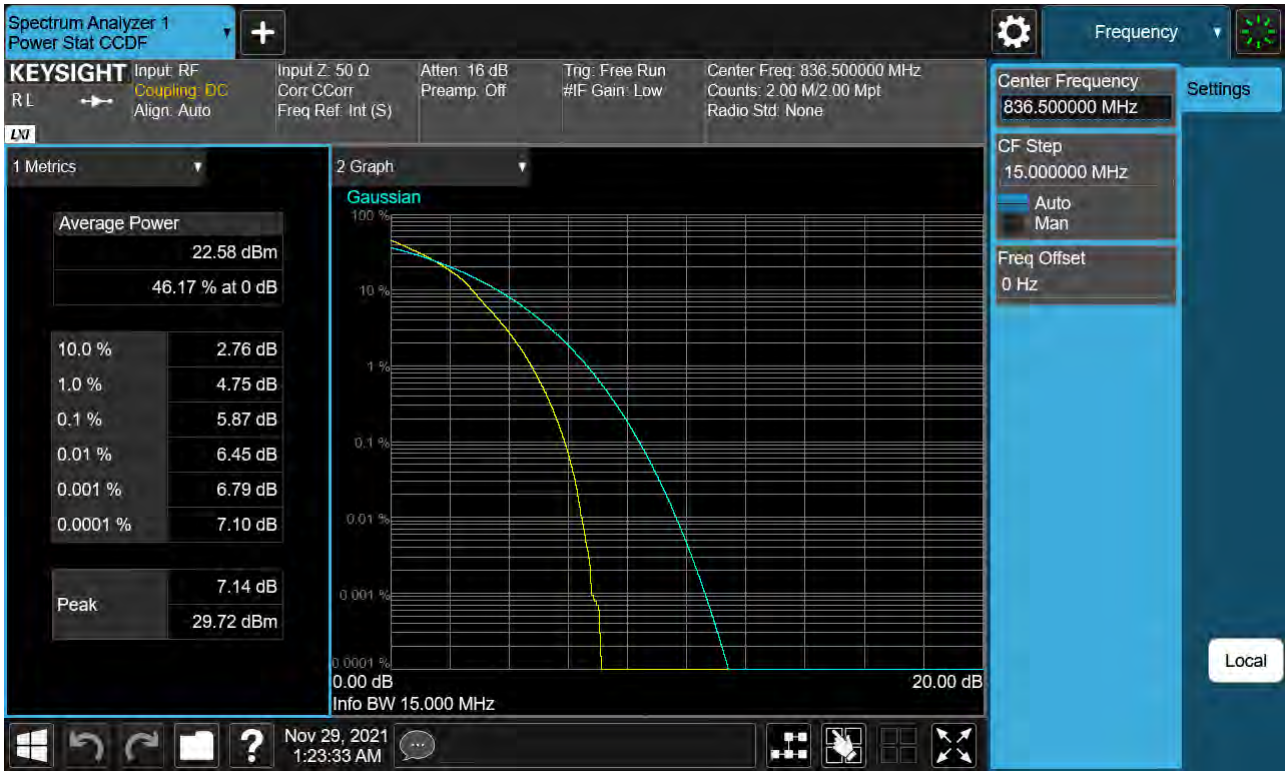 Spectrum Analyzer 1
Power Stat CCDF
Frequency
KEYSIGHT
RL
LXI
Input: RF
Coupling: DC
Align: Auto
Input Z: 50 Ω
Corr CCorr
Freq Ref: Int (S)
Atten: 16 dB
Preamp: Off
Trig: Free Run
#IF Gain: Low
Center Freq: 836.500000 MHz
Counts: 2.00 M/2.00 Mpt
Radio Std: None
Center Frequency
836.500000 MHz
Settings
CF Step
15.000000 MHz
Auto
Man
Freq Offset
0 Hz
Local
1 Metrics
Average Power
22.58 dBm
46.17 % at 0 dB
10.0 % 2.76 dB
1.0 % 4.75 dB
0.1 % 5.87 dB
0.01 % 6.45 dB
0.001 % 6.79 dB
0.0001 % 7.10 dB
Peak
7.14 dB
29.72 dBm
2 Graph
Gaussian
100 %
10 %
1 %
0.1 %
0.01 %
0.001 %
0.0001 %
0.00 dB 20.00 dB
Info BW 15.000 MHz
?
Nov 29, 2021
1:23:33 AM